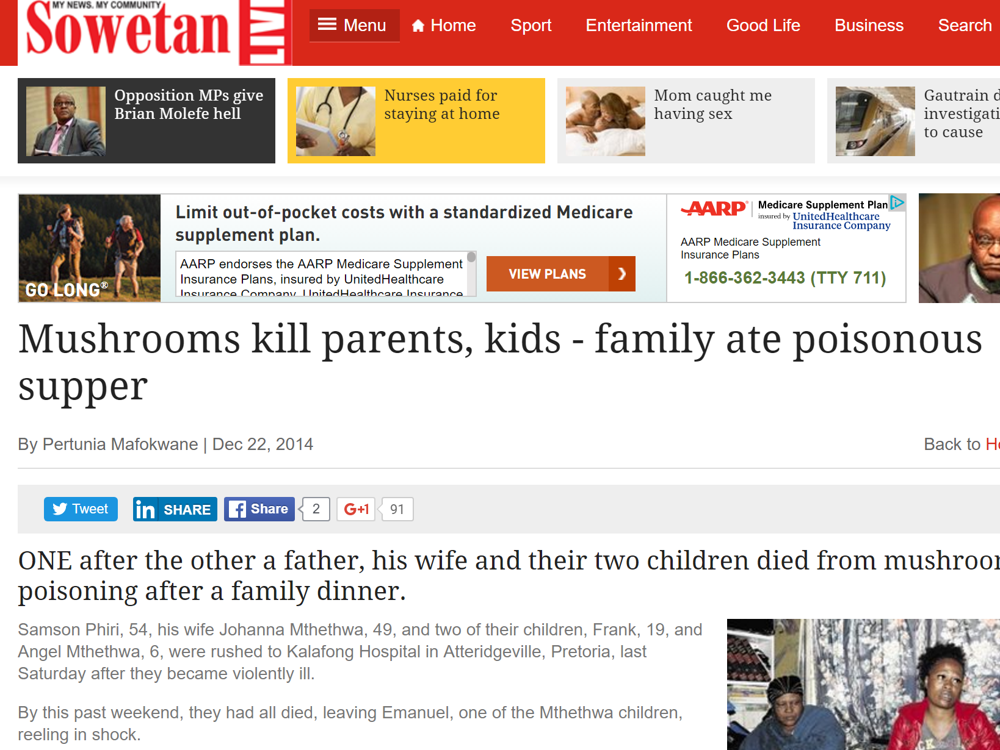 MY NEWS. MY COMMUNITY
Sowetan
LIVE
Menu
Home
Sport
Entertainment
Good Life
Business
Search
Opposition MPs give
Brian Molefe hell
Nurses paid for
staying at home
Mom caught me
having sex
Gautrain
to cause
GO LONG®
Limit out-of-pocket costs with a standardized Medicare
supplement plan.
AARP endorses the AARP Medicare Supplement
Insurance Plans, insured by UnitedHealthcare
Insurance Company. UnitedHealthcare Insurance
VIEW PLANS
AARP® Medicare Supplement Plan
insured by UnitedHealthcare
Insurance Company
AARP Medicare Supplement
Insurance Plans
1-866-362-3443 (TTY 711)
Mushrooms kill parents, kids - family ate poisonous
supper
By Pertunia Mafokwane | Dec 22, 2014
Back to
Tweet
in SHARE
f Share
2
G+1
91
ONE after the other a father, his wife and their two children died from
poisoning after a family dinner.
Samson Phiri, 54, his wife Johanna Mthethwa, 49, and two of their children, Frank, 19, and
Angel Mthethwa, 6, were rushed to Kalafong Hospital in Atteridgeville, Pretoria, last
Saturday after they became violently ill.
By this past weekend, they had all died, leaving Emanuel, one of the Mthethwa children,
reeling in shock.